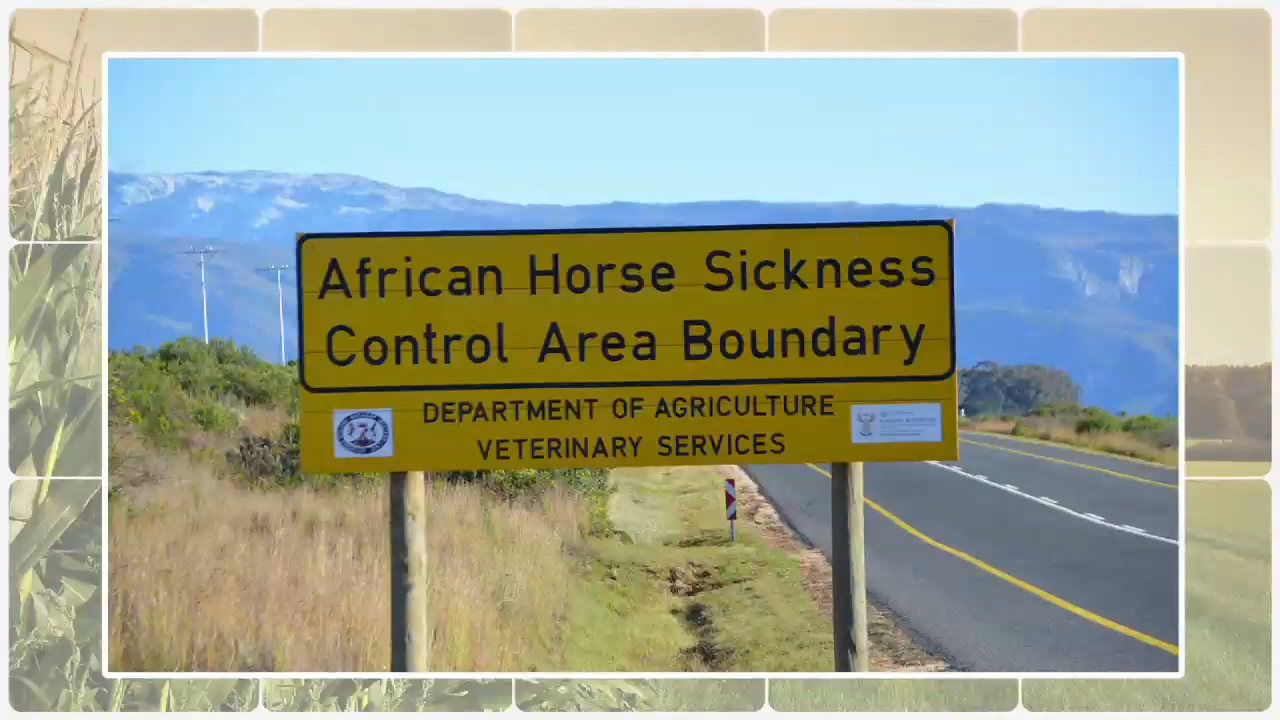 African Horse Sickness
Control Area Boundary
DEPARTMENT OF AGRICULTURE
VETERINARY SERVICES